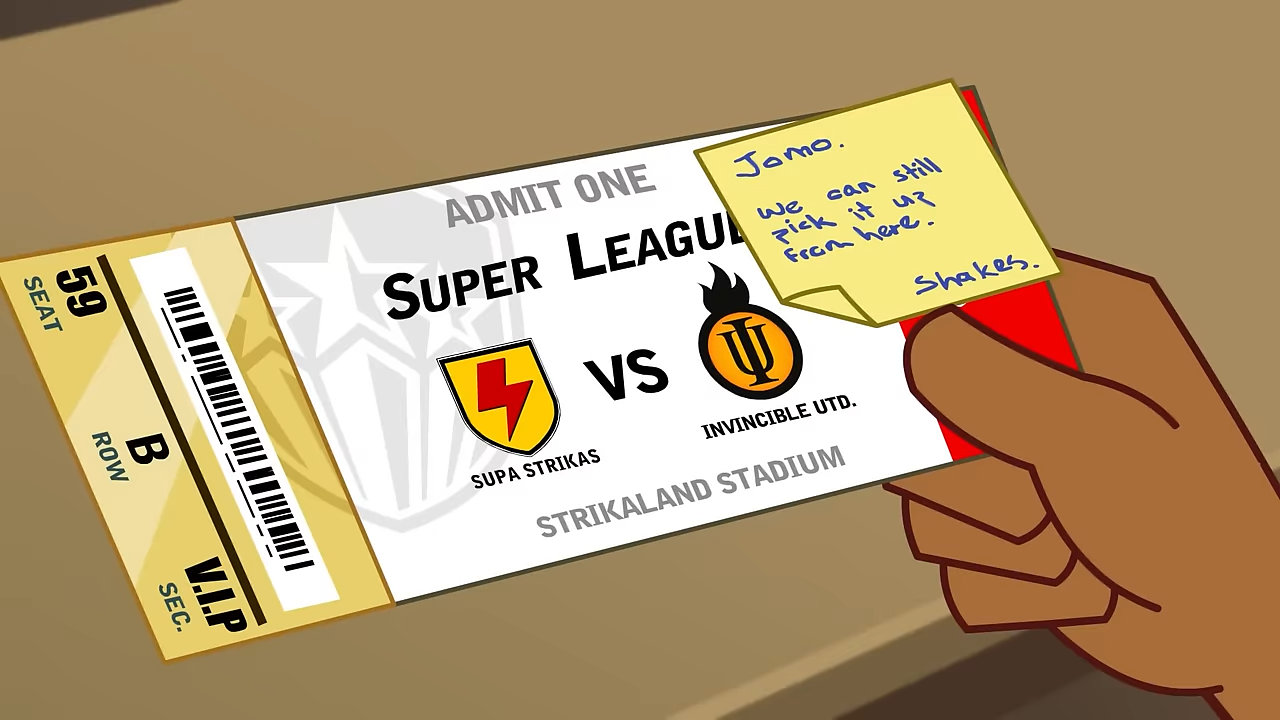 ADMIT ONE
SUPER LEAGUE
VS
SUPA STRIKAS
INVINCIBLE UTD.
STRIKALAND STADIUM
59
SEAT
B
ROW
V.I.P
SEC.
Jomo.
we can still
pick it up
from here.
Shakes.